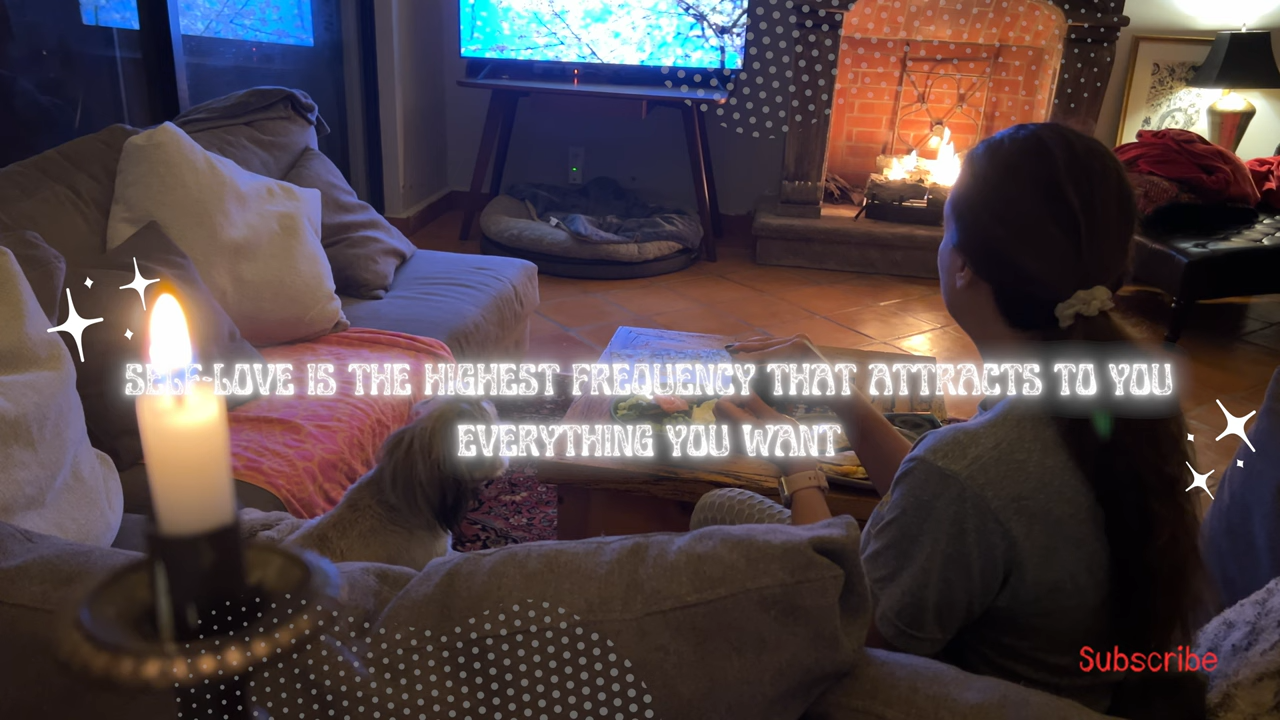 SELF-LOVE IS THE HIGHEST FREQUENCY THAT ATTRACTS TO YOU
EVERYTHING YOU WANT
Subscribe